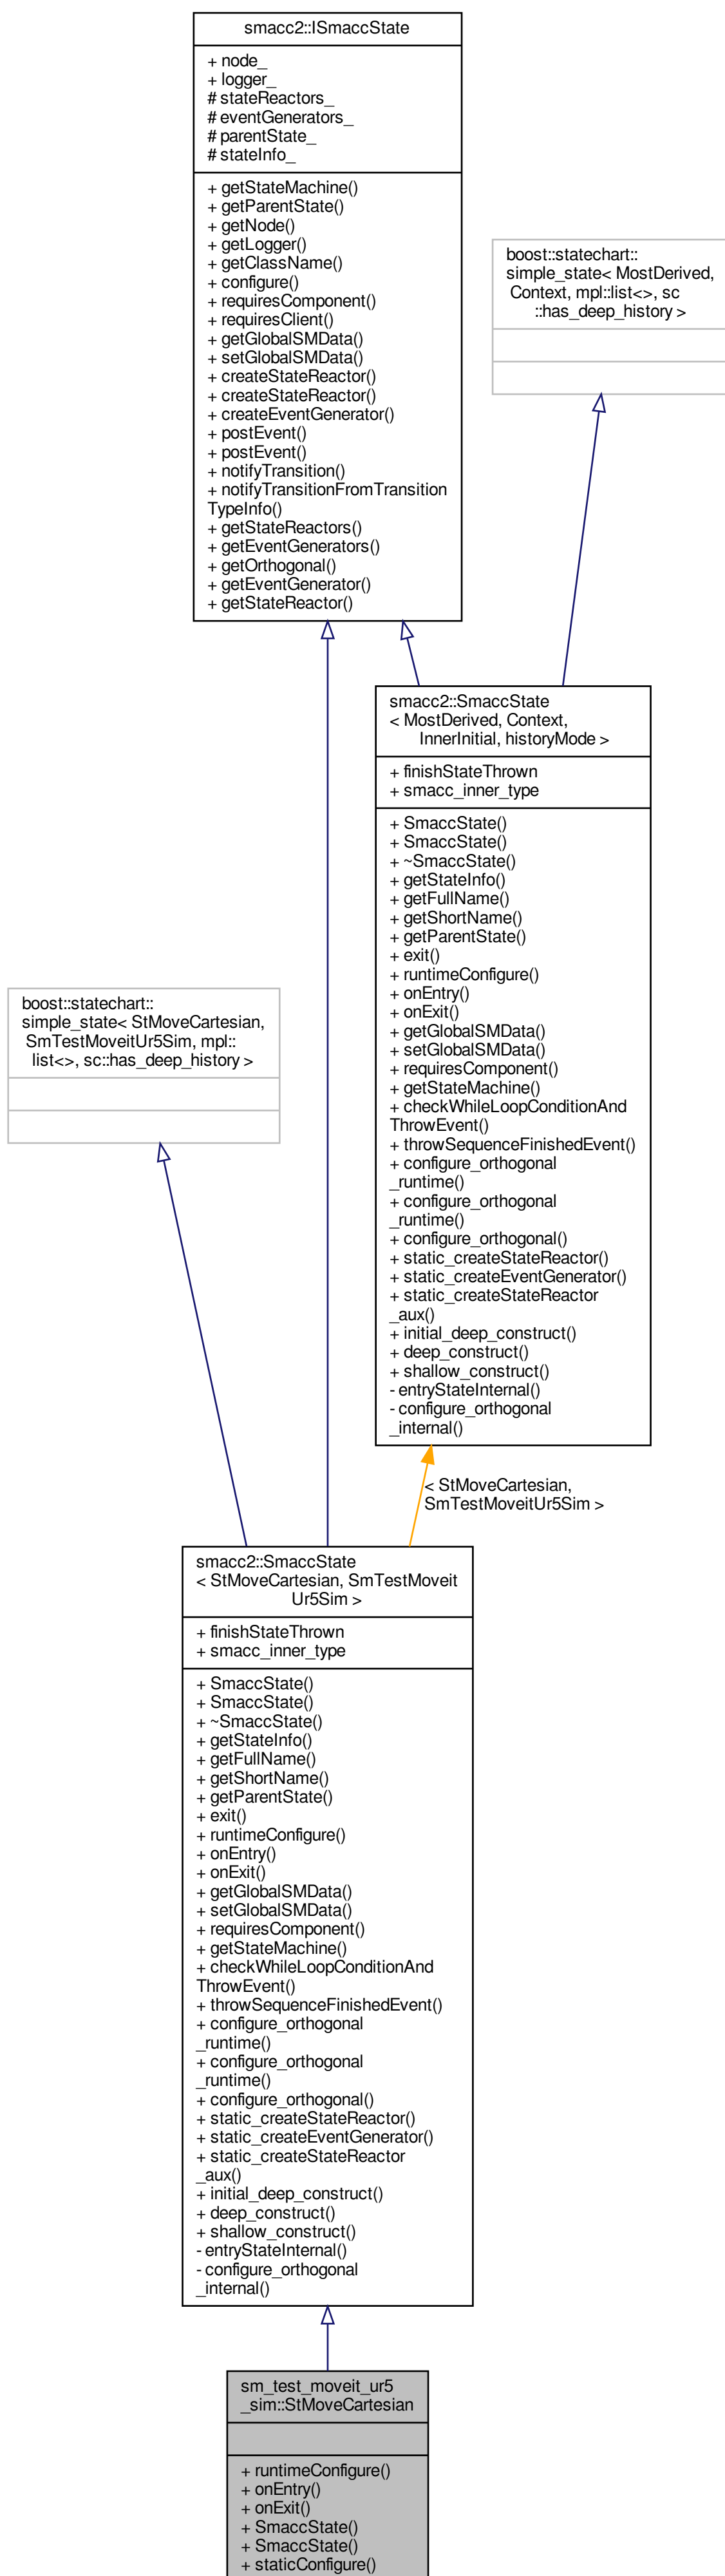 smacc2::ISmaccState
+ node_
+ logger_
# stateReactors_
# eventGenerators_
# parentState_
# stateInfo_
+ getStateMachine()
+ getParentState()
+ getNode()
+ getLogger()
+ getClassName()
+ configure()
+ requiresComponent()
+ requiresClient()
+ getGlobalSMData()
+ setGlobalSMData()
+ createStateReactor()
+ createStateReactor()
+ createEventGenerator()
+ postEvent()
+ postEvent()
+ notifyTransition()
+ notifyTransitionFromTransition
TypeInfo()
+ getStateReactors()
+ getEventGenerators()
+ getOrthogonal()
+ getEventGenerator()
+ getStateReactor()
boost::statechart::
simple_state< MostDerived,
Context, mpl::list<>, sc
::has_deep_history >
smacc2::SmaccState
< MostDerived, Context,
InnerInitial, historyMode >
+ finishStateThrown
+ smacc_inner_type
+ SmaccState()
+ SmaccState()
+ ~SmaccState()
+ getStateInfo()
+ getFullName()
+ getShortName()
+ getParentState()
+ exit()
+ runtimeConfigure()
+ onEntry()
+ onExit()
+ getGlobalSMData()
+ setGlobalSMData()
+ requiresComponent()
+ getStateMachine()
+ checkWhileLoopConditionAnd
ThrowEvent()
+ throwSequenceFinishedEvent()
+ configure_orthogonal
_runtime()
+ configure_orthogonal
_runtime()
+ configure_orthogonal()
+ static_createStateReactor()
+ static_createEventGenerator()
+ static_createStateReactor
_aux()
+ initial_deep_construct()
+ deep_construct()
+ shallow_construct()
- entryStateInternal()
- configure_orthogonal
_internal()
boost::statechart::
simple_state< StMoveCartesian,
SmTestMoveitUr5Sim, mpl::
list<>, sc::has_deep_history >
< StMoveCartesian,
SmTestMoveitUr5Sim >
smacc2::SmaccState
< StMoveCartesian, SmTestMoveit
Ur5Sim >
+ finishStateThrown
+ smacc_inner_type
+ SmaccState()
+ SmaccState()
+ ~SmaccState()
+ getStateInfo()
+ getFullName()
+ getShortName()
+ getParentState()
+ exit()
+ runtimeConfigure()
+ onEntry()
+ onExit()
+ getGlobalSMData()
+ setGlobalSMData()
+ requiresComponent()
+ getStateMachine()
+ checkWhileLoopConditionAnd
ThrowEvent()
+ throwSequenceFinishedEvent()
+ configure_orthogonal
_runtime()
+ configure_orthogonal
_runtime()
+ configure_orthogonal()
+ static_createStateReactor()
+ static_createEventGenerator()
+ static_createStateReactor
_aux()
+ initial_deep_construct()
+ deep_construct()
+ shallow_construct()
- entryStateInternal()
- configure_orthogonal
_internal()
sm_test_moveit_ur5
_sim::StMoveCartesian
+ runtimeConfigure()
+ onEntry()
+ onExit()
+ SmaccState()
+ SmaccState()
+ staticConfigure()